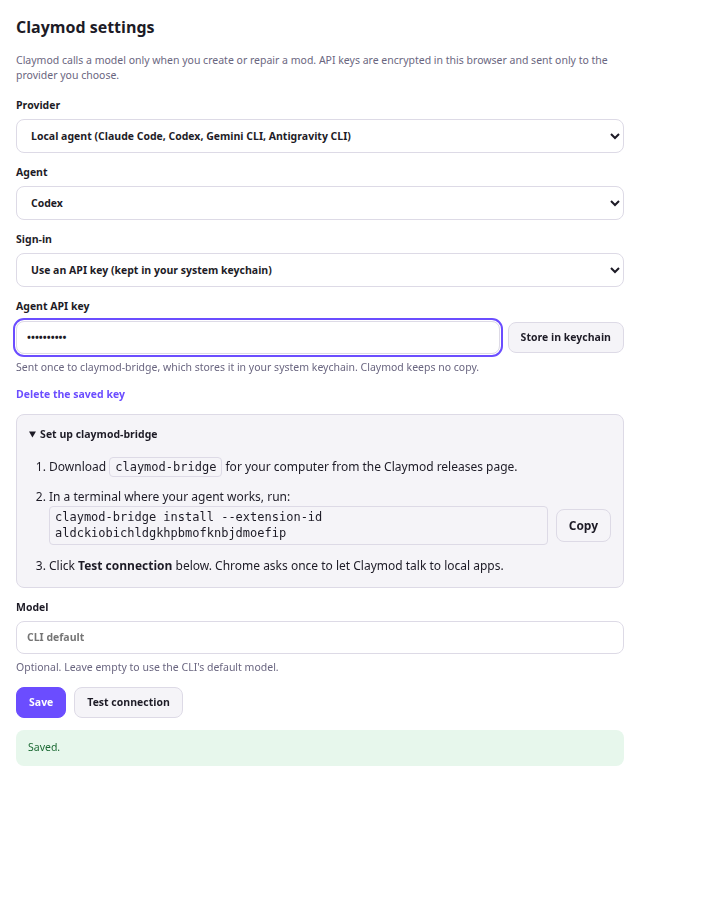 Claymod settings
Claymod calls a model only when you create or repair a mod. API keys are encrypted in this browser and sent only to the
provider you choose.
Provider
Local agent (Claude Code, Codex, Gemini CLI, Antigravity CLI)
Agent
Codex
Sign-in
Use an API key (kept in your system keychain)
Agent API key
••••••••••
Store in keychain
Sent once to claymod-bridge, which stores it in your system keychain. Claymod keeps no copy.
Delete the saved key
▼ Set up claymod-bridge
1. Download claymod-bridge for your computer from the Claymod releases page.
2. In a terminal where your agent works, run:
claymod-bridge install --extension-id
aldckiobichldgkhpbmofknbjdmoefip
Copy
3. Click Test connection below. Chrome asks once to let Claymod talk to local apps.
Model
CLI default
Optional. Leave empty to use the CLI's default model.
Save
Test connection
Saved.